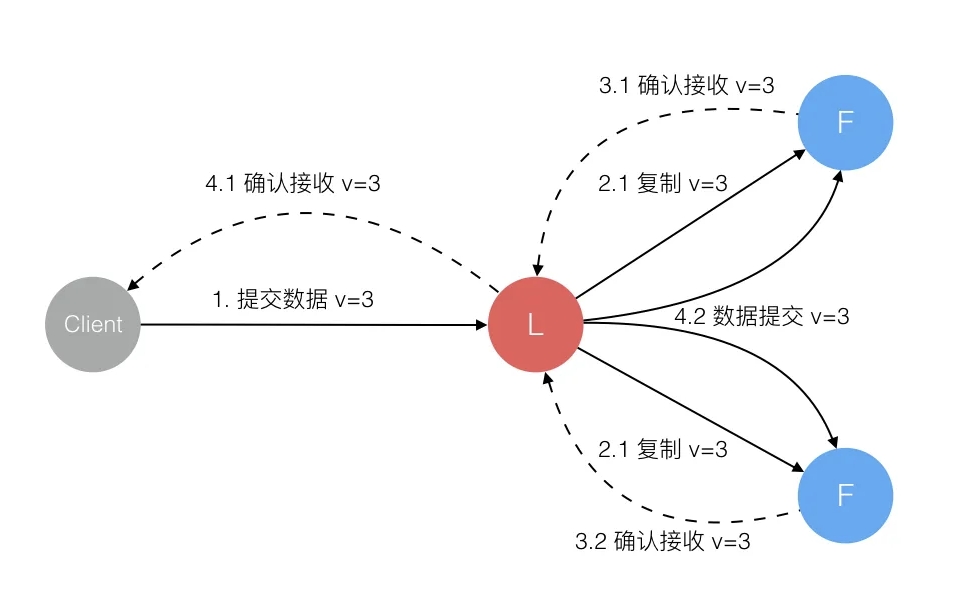 3.1 确认接收 v=3
F
4.1 确认接收 v=3
2.1 复制 v=3
1. 提交数据 v=3
Client
L
4.2 数据提交 v=3
2.1 复制 v=3
F
3.2 确认接收 v=3